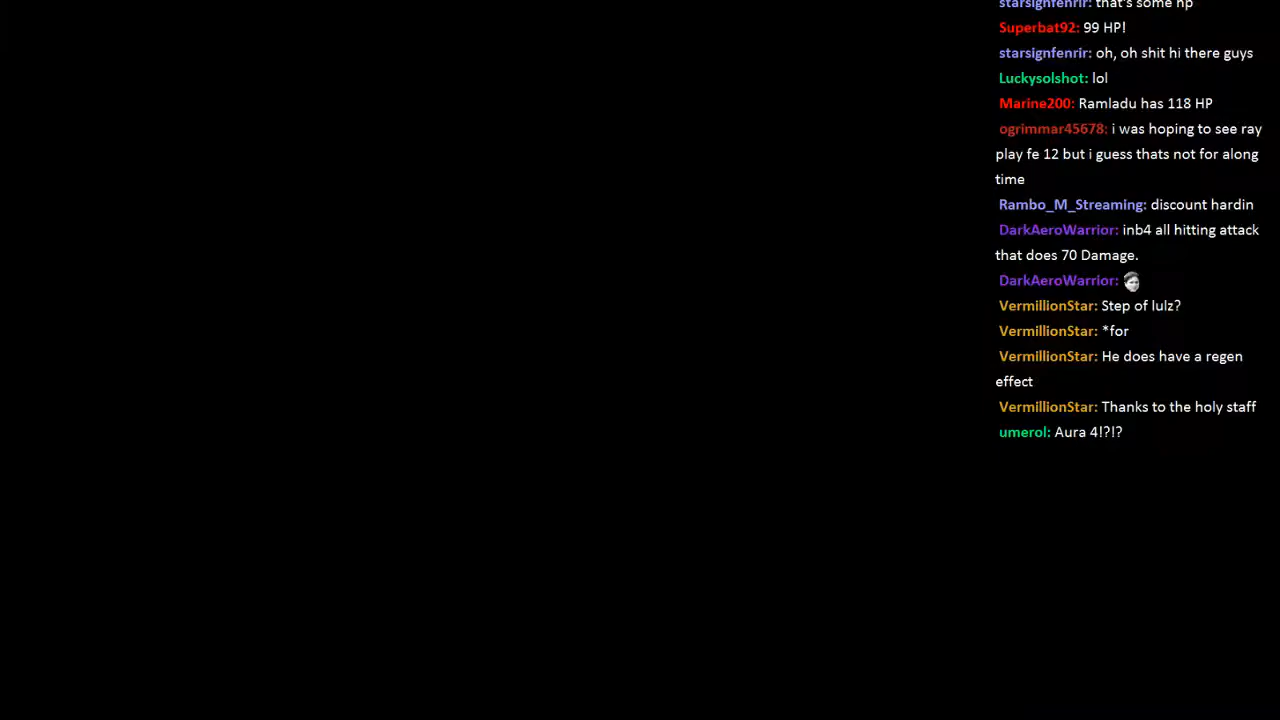 starsignfenrir: that's some hp
Superbat92: 99 HP!
starsignfenrir: oh, oh shit hi there guys
Luckysolshot: lol
Marine200: Ramladu has 118 HP
ogrimmar45678: i was hoping to see ray
play fe 12 but i guess thats not for along
time
Rambo_M_Streaming: discount hardin
DarkAeroWarrior: inb4 all hitting attack
that does 70 Damage.
DarkAeroWarrior:
VermillionStar: Step of lulz?
VermillionStar: *for
VermillionStar: He does have a regen
effect
VermillionStar: Thanks to the holy staff
umerol: Aura 4!?!?